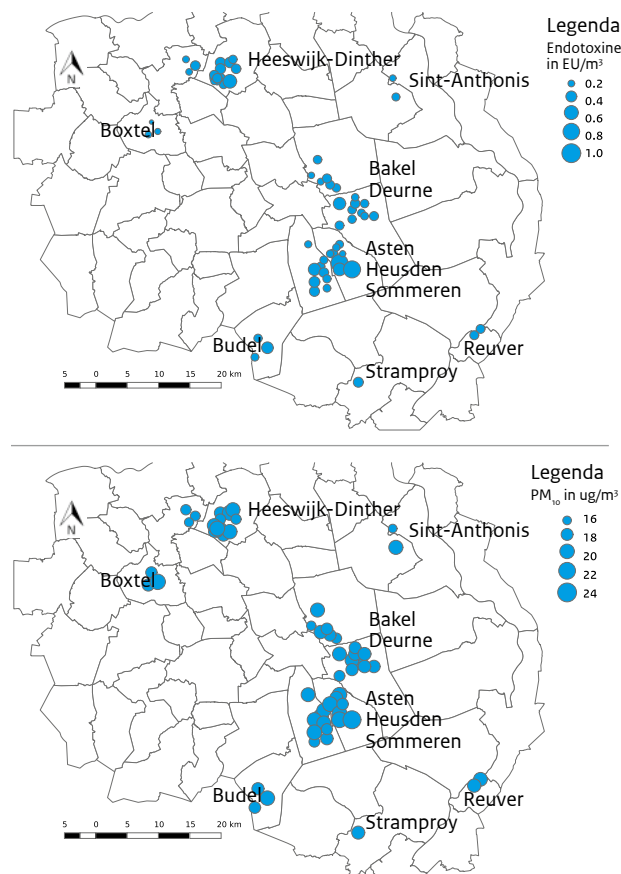 Legenda
Endotoxine
in EU/m³
0.2
0.4
0.6
0.8
1.0
Heeswijk-Dinther
Sint-Anthonis
N
Boxtel
Bakel
Deurne
Asten
Heusden
Sommeren
Budel
Reuver
Stramproy
5 0 5 10 15 20 km
Legenda
PM₁₀ in ug/m³
16
18
20
22
24
Heeswijk-Dinther
Sint-Anthonis
N
Boxtel
Bakel
Deurne
Asten
Heusden
Sommeren
Budel
Reuver
Stramproy
5 0 5 10 15 20 km